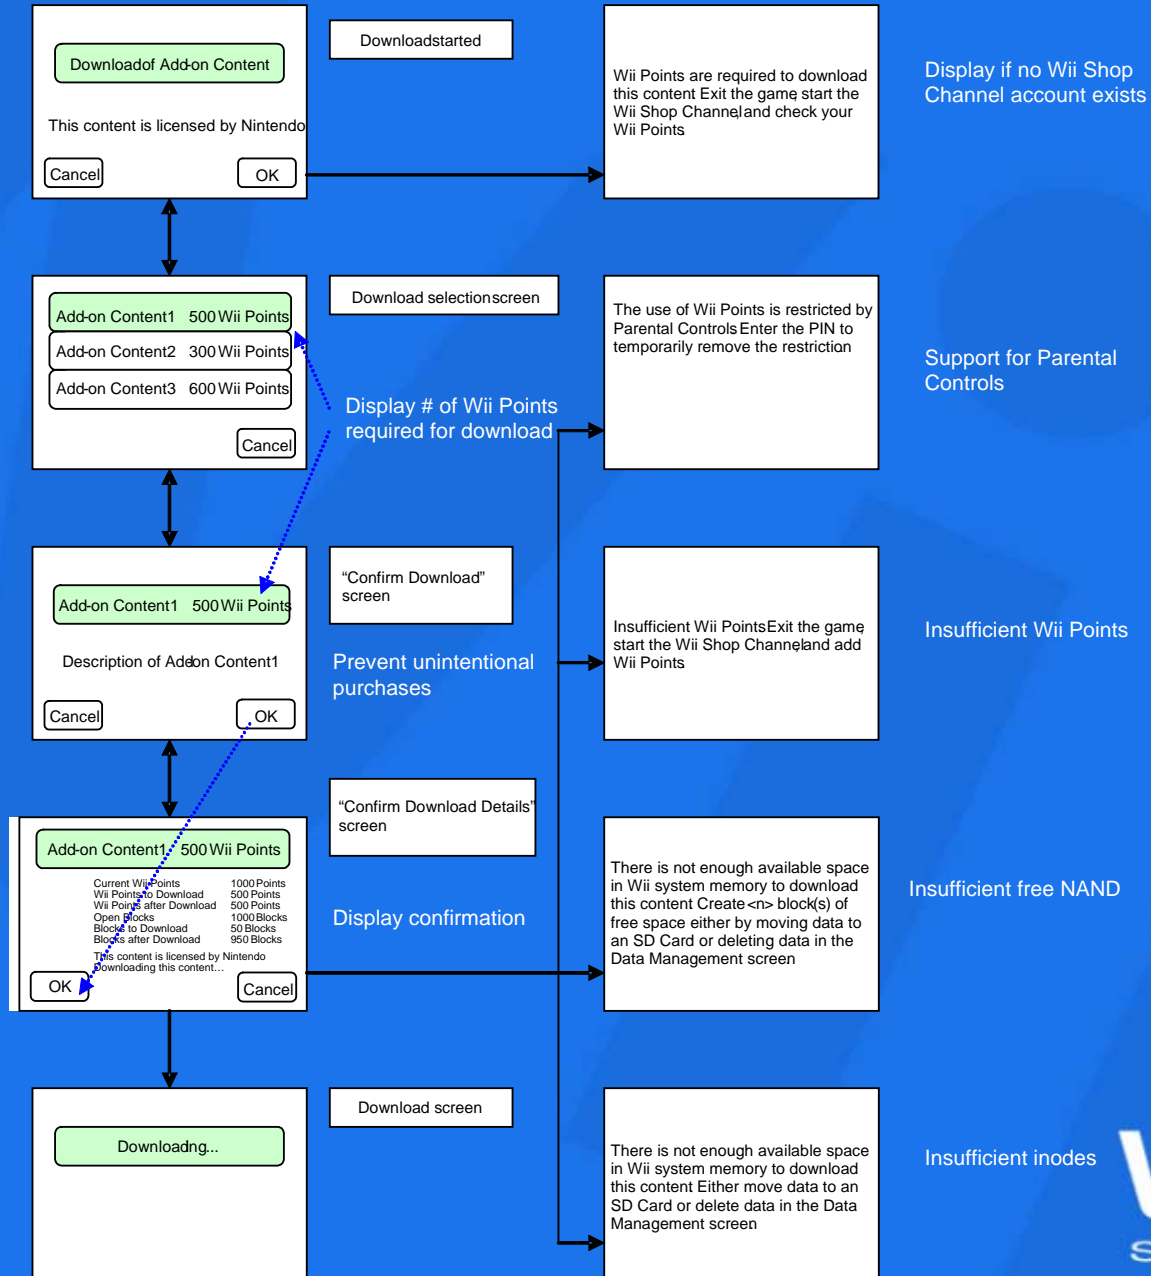 Downloadof Add-on Content
This content is licensed by Nintendo
Cancel
OK
Downloadstarted
Wii Points are required to download
this content Exit the game, start the
Wii Shop Channel,and check your
Wii Points.
Display if no Wii Shop
Channel account exists
Add-on Content1 500 Wii Points
Add-on Content2 300 Wii Points
Add-on Content3 600 Wii Points
Cancel
Download selectionscreen
Display # of Wii Points
required for download
The use of Wii Points is restricted by
Parental Controls Enter the PIN to
temporarily remove the restriction
Support for Parental
Controls
Add-on Content1 500 Wii Points
Description of Add-on Content1
Cancel
OK
“Confirm Download”
screen
Prevent unintentional
purchases
Insufficient Wii PointsExit the game,
start the Wii Shop Channel,and add
Wii Points
Insufficient Wii Points
Add-on Content1 500 Wii Points
Current Wii Points 1000 Points
Wii Points to Download 500 Points
Wii Points after Download 500 Points
Open Blocks 1000 Blocks
Blocks to Download 50 Blocks
Blocks after Download 950 Blocks
This content is licensed by Nintendo
Downloading this content...
OK
Cancel
“Confirm Download Details”
screen
Display confirmation
There is not enough available space
in Wii system memory to download
this content Create <n> block(s) of
free space either by moving data to
an SD Card or deleting data in the
Data Management screen
Insufficient free NAND
Downloading...
Download screen
There is not enough available space
in Wii system memory to download
this content Either move data to an
SD Card or delete data in the Data
Management screen
Insufficient inodes